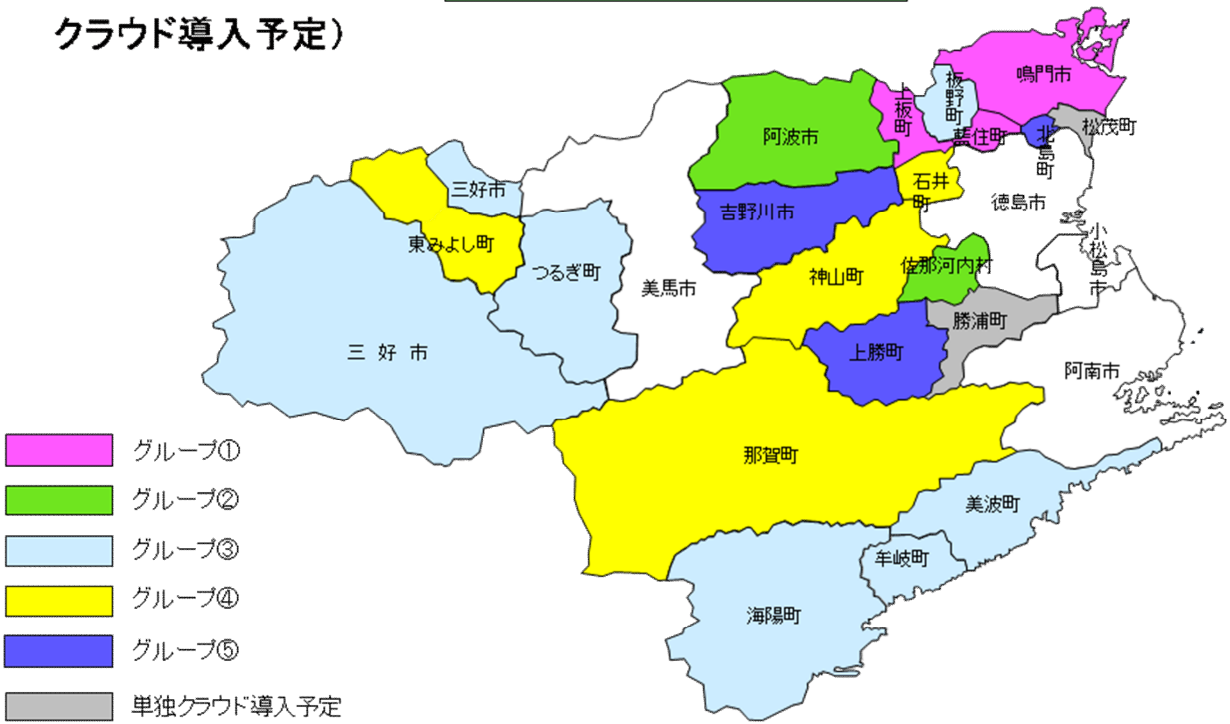 クラウド導入予定）
鳴門市
板野町
上板町
松茂町
藍住町
北島町
阿波市
石井町
三好市
徳島市
吉野川市
東みよし町
小松島市
つるぎ町
佐那河内村
神山町
美馬市
勝浦町
三好市
上勝町
阿南市
那賀町
美波町
牟岐町
海陽町
グループ①
グループ②
グループ③
グループ④
グループ⑤
単独クラウド導入予定